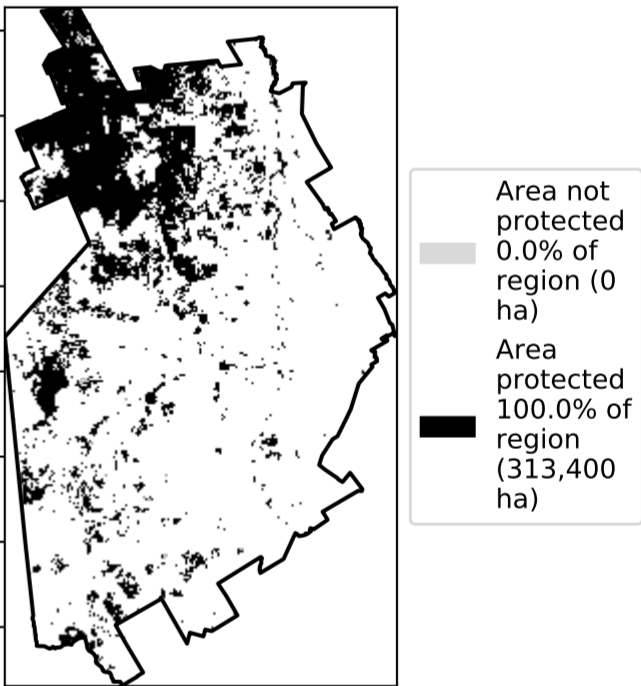 Area not
protected
0.0% of
region (0
ha)
Area
protected
100.0% of
region
(313,400
ha)